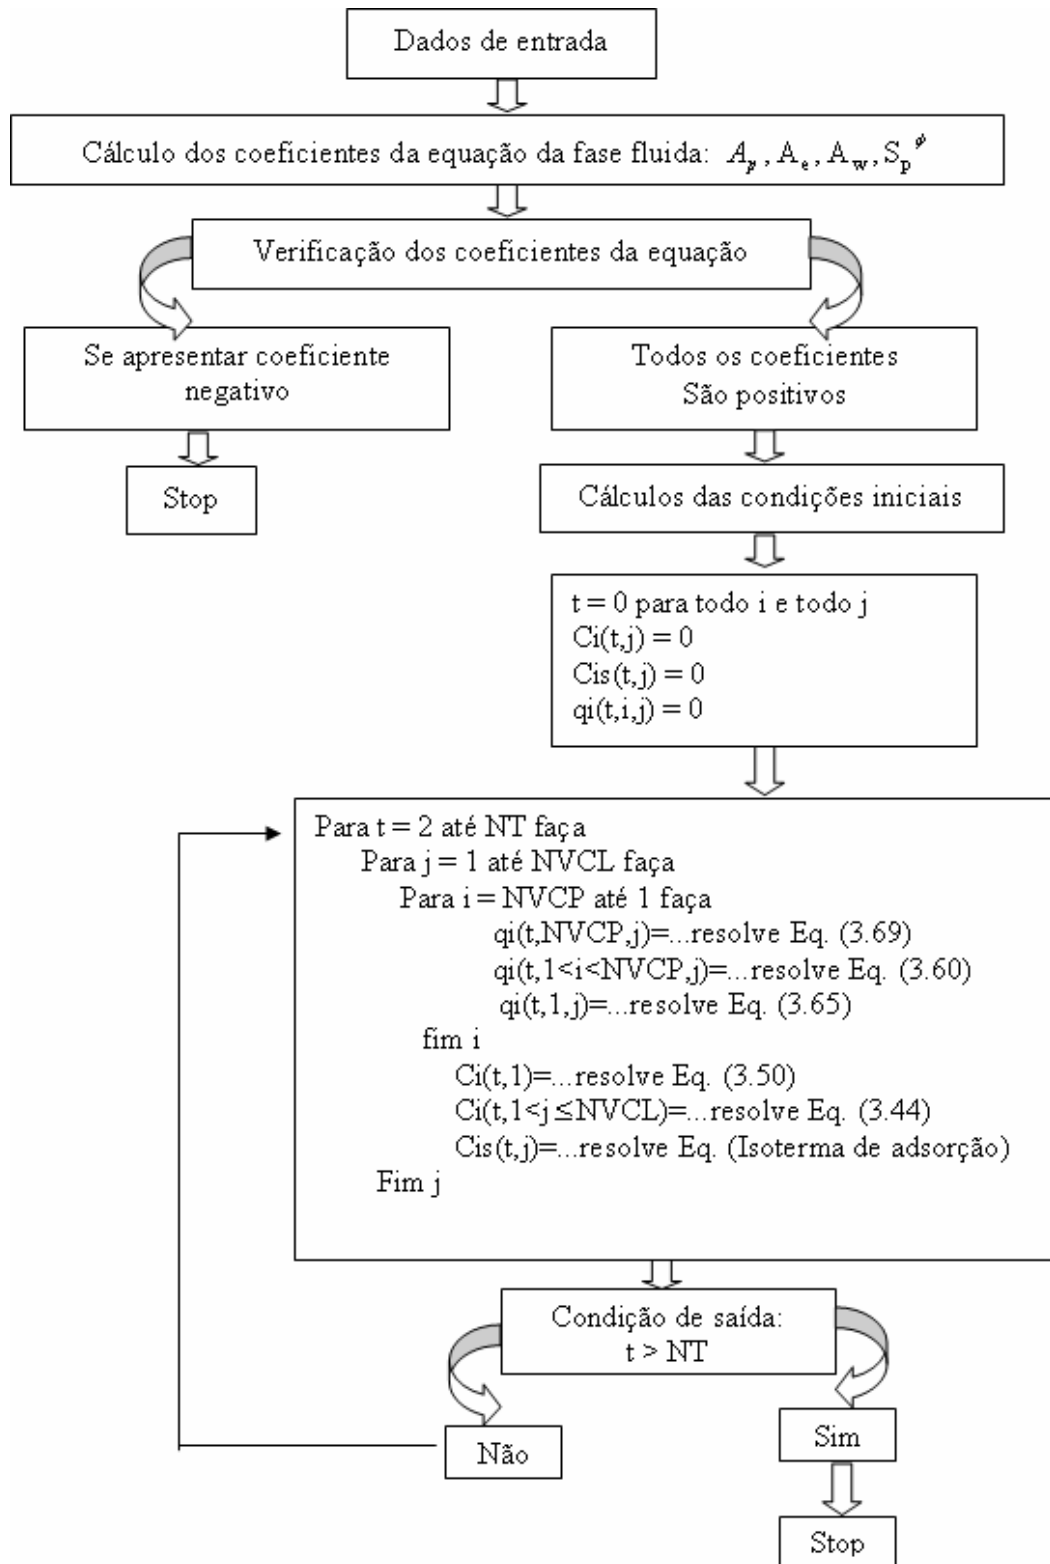 Dados de entrada
Cálculo dos coeficientes da equação da fase fluida: A_p, A_e, A_w, S_p^ϕ
Verificação dos coeficientes da equação
Se apresentar coeficiente
negativo
Stop
Todos os coeficientes
São positivos
Cálculos das condições iniciais
t = 0 para todo i e todo j
Ci(t,j) = 0
Cis(t,j) = 0
qi(t,i,j) = 0
Para t = 2 até NT faça
Para j = 1 até NVCL faça
Para i = NVCP até 1 faça
qi(t,NVCP,j)=...resolve Eq. (3.69)
qi(t,1<i<NVCP,j)=...resolve Eq. (3.60)
qi(t,1,j)=...resolve Eq. (3.65)
fim i
Ci(t,1)=...resolve Eq. (3.50)
Ci(t,1<j≤NVCL)=...resolve Eq. (3.44)
Cis(t,j)=...resolve Eq. (Isoterma de adsorção)
Fim j
Condição de saída:
t > NT
Não
Sim
Stop